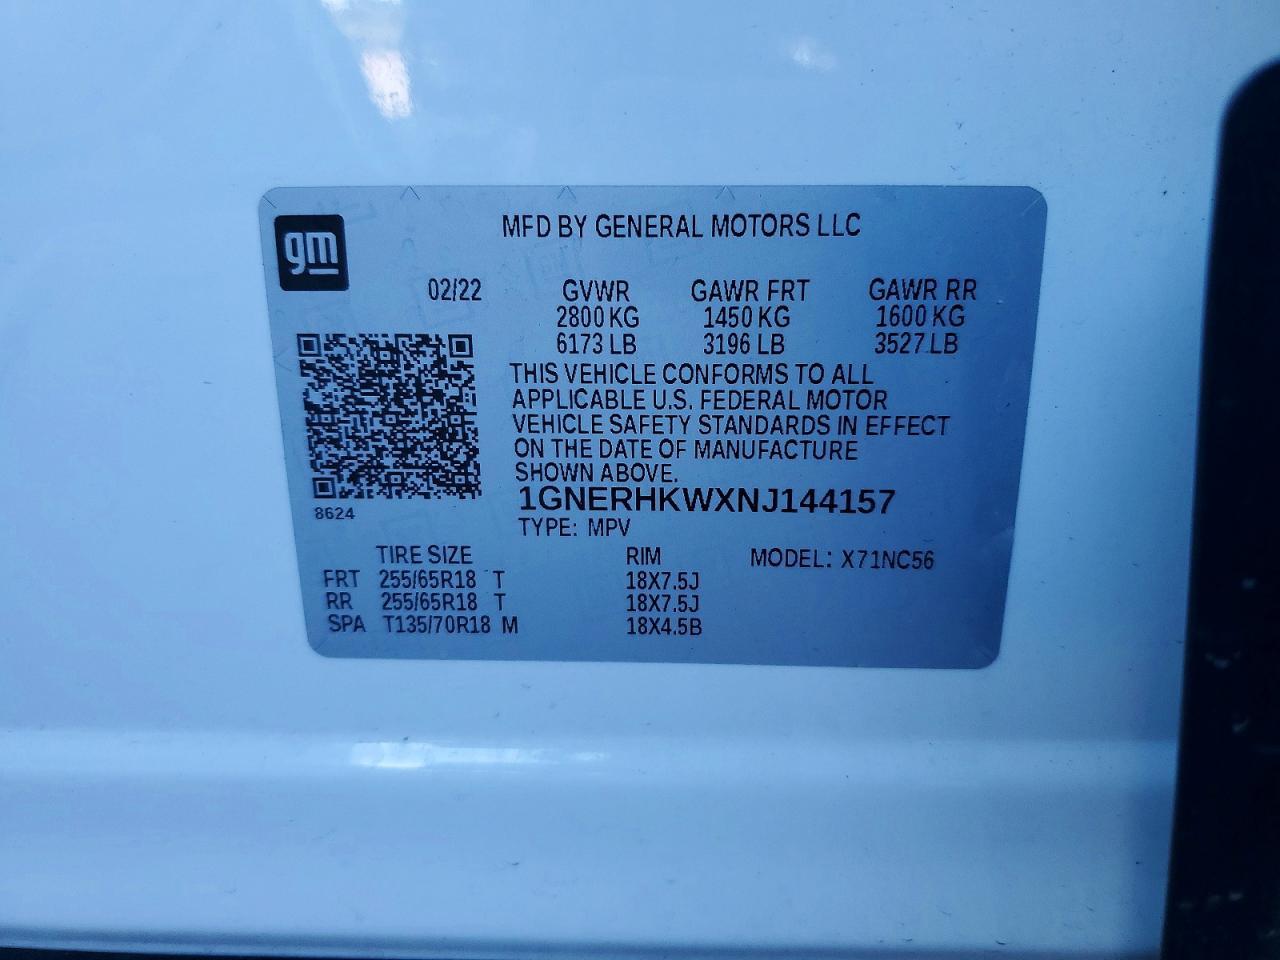 gm
MFD BY GENERAL MOTORS LLC
02/22 GVWR GAWR FRT GAWR RR
2800 KG 1450 KG 1600 KG
6173 LB 3196 LB 3527 LB
THIS VEHICLE CONFORMS TO ALL
APPLICABLE U.S. FEDERAL MOTOR
VEHICLE SAFETY STANDARDS IN EFFECT
ON THE DATE OF MANUFACTURE
SHOWN ABOVE.
1GNERHKWXNJ144157
8624
TYPE: MPV
TIRE SIZE RIM MODEL: X71NC56
FRT 255/65R18 T 18X7.5J
RR 255/65R18 T 18X7.5J
SPA T135/70R18 M 18X4.5B